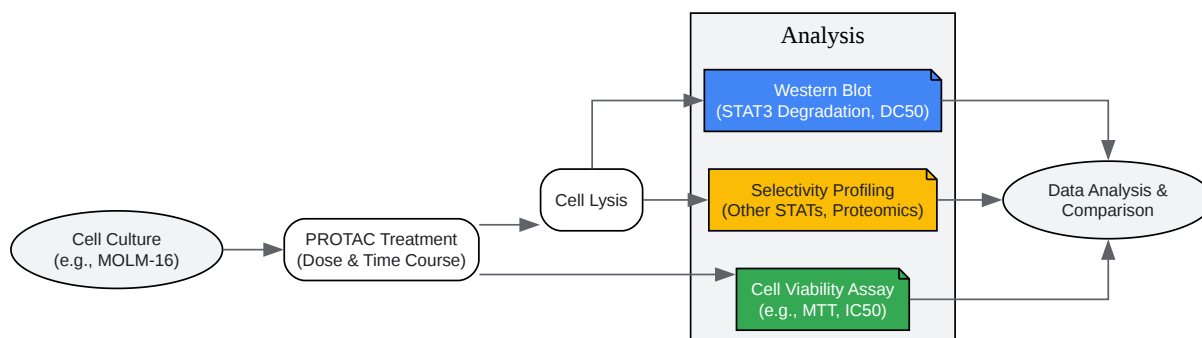 Analysis
Western Blot
(STAT3 Degradation, DC50)
Cell Lysis
Selectivity Profiling
(Other STATs, Proteomics)
Data Analysis &
Comparison
Cell Culture
(e.g., MOLM-16)
PROTAC Treatment
(Dose & Time Course)
Cell Viability Assay
(e.g., MTT, IC50)